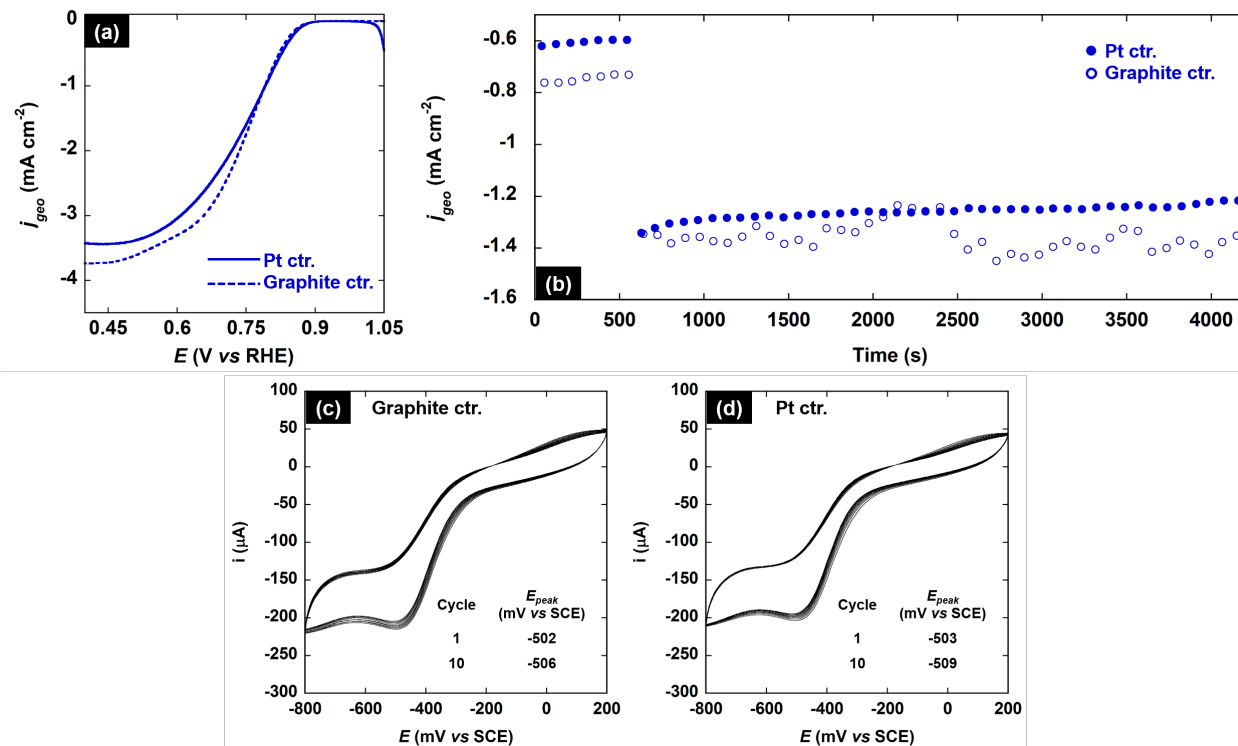 (a)
0
-1
-2
-3
-4
j_geo (mA cm⁻²)
Pt ctr.
Graphite ctr.
0.45 0.6 0.75 0.9 1.05
E (V vs RHE)
(b)
-0.6
-0.8
-1
-1.2
-1.4
-1.6
j_geo (mA cm⁻²)
Pt ctr.
Graphite ctr.
0 1000 2000 3000 4000
Time (s)
(c) Graphite ctr.
100
50
0
-50
-100
-150
-200
-250
-300
i (μA)
Cycle E_peak
(mV vs SCE)
1 -502
10 -506
-800 -600 -400 -200 0 200
E (mV vs SCE)
(d) Pt ctr.
100
50
0
-50
-100
-150
-200
-250
-300
i (μA)
Cycle E_peak
(mV vs SCE)
1 -503
10 -509
-800 -600 -400 -200 0 200
E (mV vs SCE)